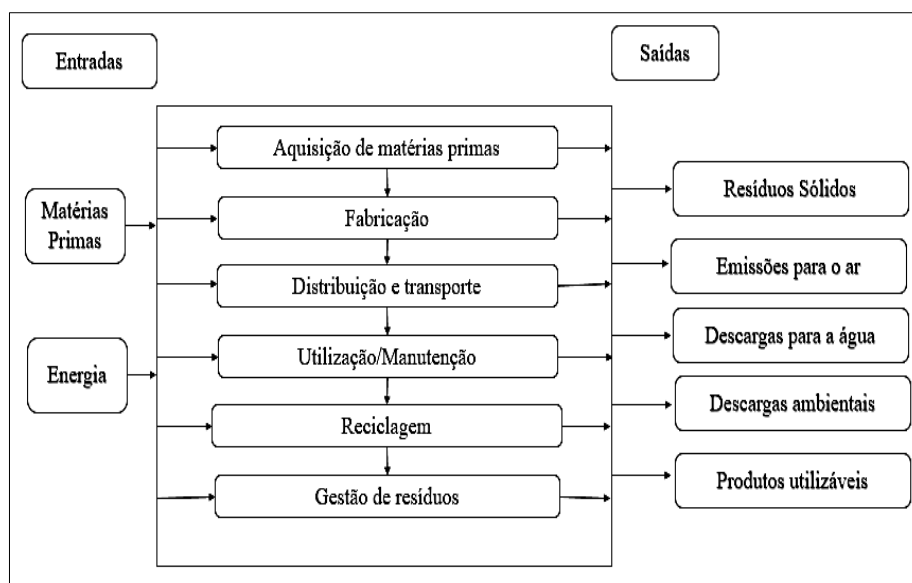 Entradas
Saídas
Aquisição de matérias primas
Matérias
Primas
Fabricação
Distribuição e transporte
Energia
Utilização/Manutenção
Reciclagem
Gestão de resíduos
Resíduos Sólidos
Emissões para o ar
Descargas para a água
Descargas ambientais
Produtos utilizáveis